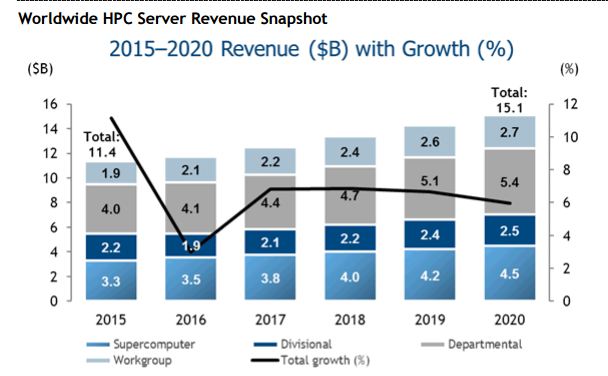 Worldwide HPC Server Revenue Snapshot
2015–2020 Revenue ($B) with Growth (%)
($B) (%)
Total:
15.1
16 12
14 Total: 10
11.4
12 1.9 2.1 2.2 2.4 2.6 2.7
10 8
8 4.0 4.1 4.4 4.7 5.1 5.4 6
6
4 2.2 1.9 2.1 2.2 2.4 2.5 4
2 3.3 3.5 3.8 4.0 4.2 4.5 2
0 0
2015 2016 2017 2018 2019 2020
Supercomputer Divisional Departmental
Workgroup Total growth (%)